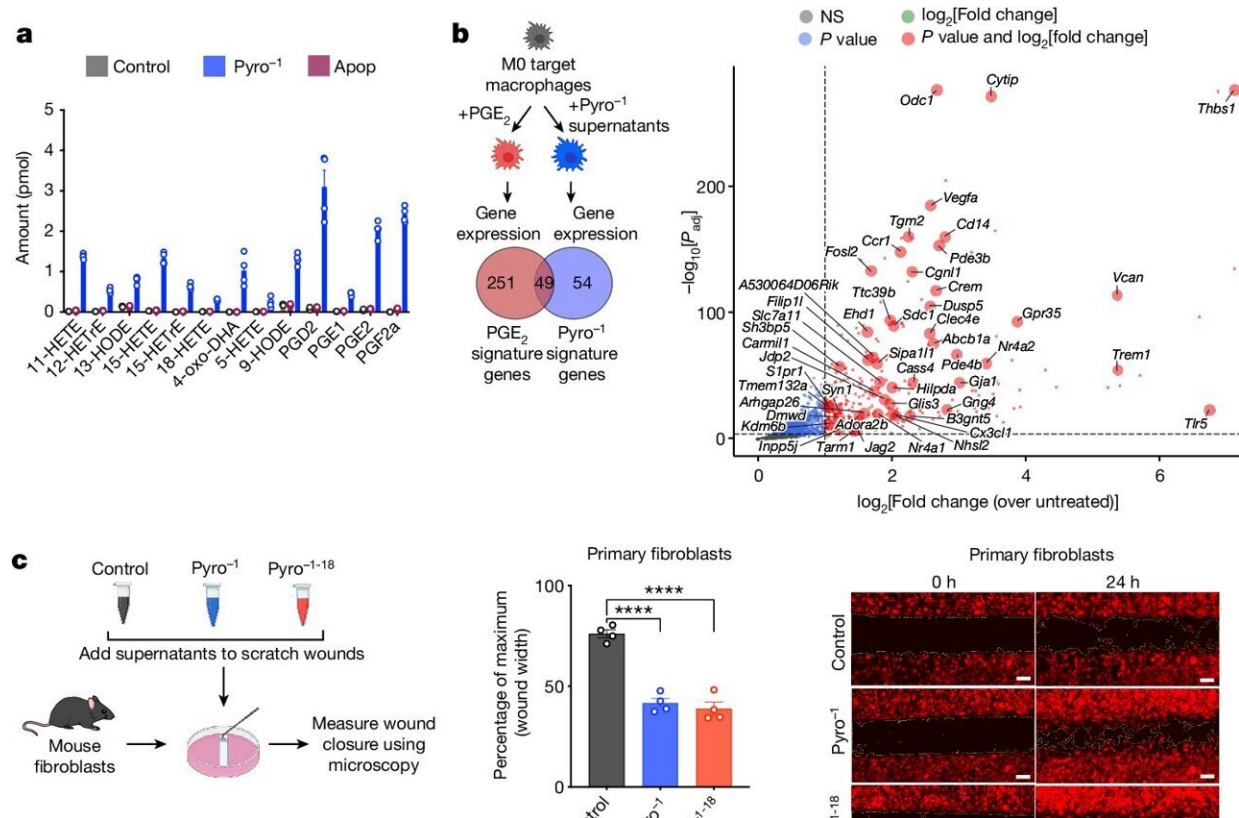 a
Control
Pyro⁻¹
Apop
Amount (pmol)
5
4
3
2
1
0
11-HETE
12-HETrE
13-HODE
15-HETE
15-HETrE
18-HETE
4-oxo-DHA
5-HETE
9-HODE
PGD2
PGE1
PGE2
PGF2a
b
M0 target
macrophages
+PGE₂
+Pyro⁻¹
supernatants
Gene
expression
Gene
expression
251
49
54
PGE₂
signature
genes
Pyro⁻¹
signature
genes
NS
log₂[Fold change]
P value
P value and log₂[fold change]
−log₁₀[Padj]
200
100
0
Odc1
Cytip
Thbs1
Vegfa
Tgm2
Cd14
Ccr1
Pde3b
Fosl2
Cgnl1
Crem
Vcan
A530064D06Rik
Ttc39b
Dusp5
Filip1l
Sdc1
Gpr35
Slc7a11
Ehd1
Clec4e
Sh3bp5
Abcb1a
Carmil1
Sipa1l1
Nr4a2
Jdp2
Cass4
Pde4b
Trem1
S1pr1
Hilpda
Gja1
Tmem132a
Syn1
Glis3
Gng4
Arhgap26
Tlr5
Dmwd
B3gnt5
Kdm6b
Adora2b
Cx3cl1
Inpp5j
Tarm1
Jag2
Nr4a1
Nhsl2
0
2
4
6
log₂[Fold change (over untreated)]
c
Control
Pyro⁻¹
Pyro⁻¹⁻¹⁸
Add supernatants to scratch wounds
Mouse
fibroblasts
Measure wound
closure using
microscopy
Primary fibroblasts
Percentage of maximum
(wound width)
100
50
0
****
****
Primary fibroblasts
0 h
24 h
Control
Pyro⁻¹